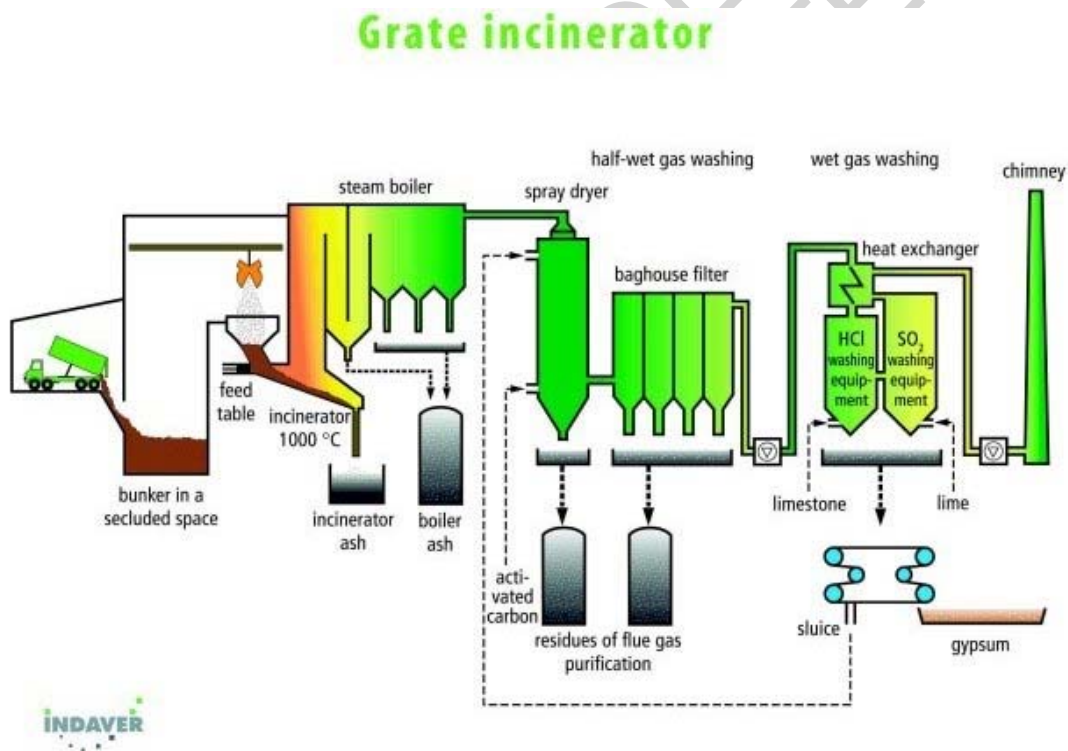 Grate incinerator
half-wet gas washing
wet gas washing
chimney
steam boiler
spray dryer
heat exchanger
baghouse filter
HCl
washing
equip-
ment
SO2
washing
equip-
ment
feed
table
incinerator
1000 °C
bunker in a
secluded space
incinerator
ash
boiler
ash
acti-
vated
carbon
limestone
lime
residues of flue gas
purification
sluice
gypsum
INDAVER